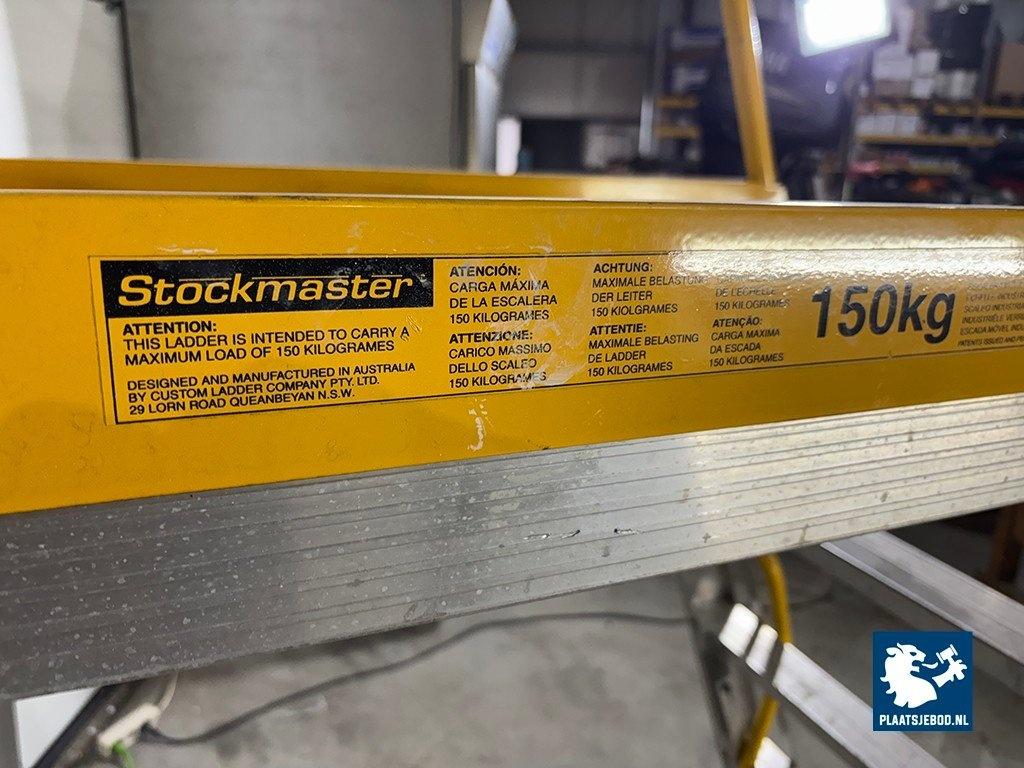 Stockmaster
ATTENTION:
THIS LADDER IS INTENDED TO CARRY A
MAXIMUM LOAD OF 150 KILOGRAMES
DESIGNED AND MANUFACTURED IN AUSTRALIA
BY CUSTOM LADDER COMPANY PTY. LTD.
29 LORN ROAD QUEANBEYAN N.S.W.
ATENCIÓN:
CARGA MÁXIMA
DE LA ESCALERA
150 KILOGRAMES
ATTENZIONE:
CARICO MASSIMO
DELLO SCALEO
150 KILOGRAMES
ACHTUNG:
MAXIMALE BELASTUNG
DER LEITER
150 KIOLGRAMES
ATTENTIE:
MAXIMALE BELASTING
DE LADDER
150 KILOGRAMES
DE L'ECHELLE
150 KILOGRAMES
ATENÇÃO:
CARGA MAXIMA
DA ESCADA
150 KILOGRAMES
150kg
PATENTS ISSUED AND
PLAATSJEBOD.NL